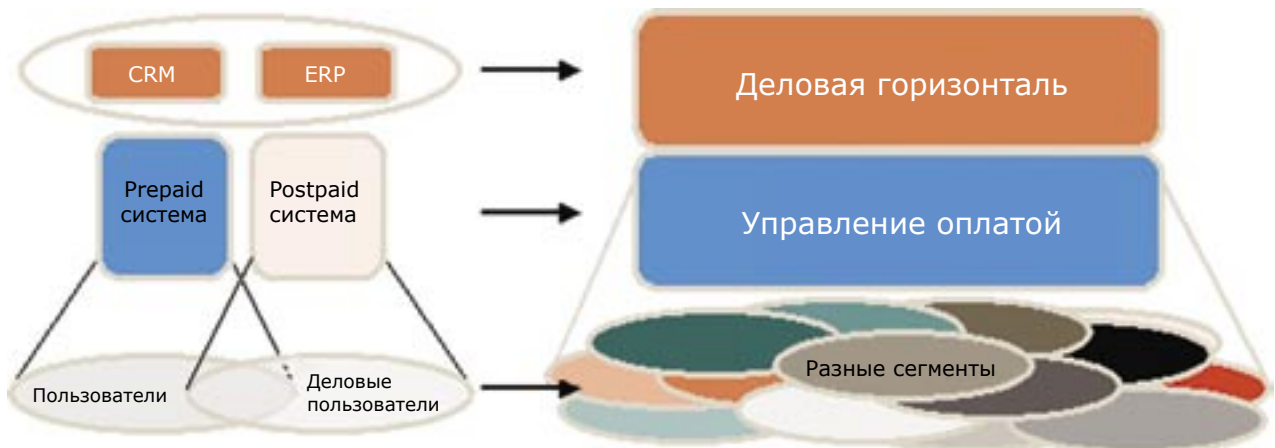 CRM
ERP
Деловая горизонталь
Prepaid
система
Postpaid
система
Управление оплатой
Пользователи
Деловые
пользователи
Разные сегменты